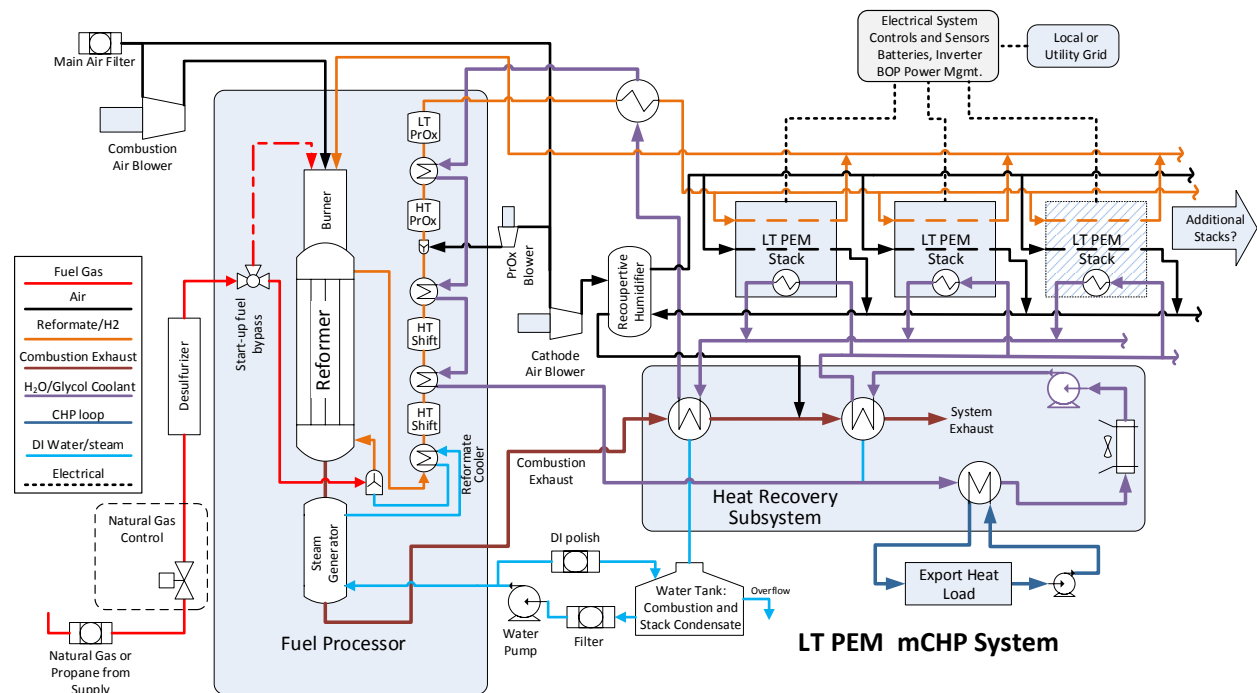 Main Air Filter
Combustion
Air Blower
Electrical System
Controls and Sensors
Batteries, Inverter
BOP Power Mgmt.
Local or
Utility Grid
LT
PrOx
HT
PrOx
HT
Shift
HT
Shift
Burner
Reformer
Steam
Generator
Reformate
Cooler
PrOx
Blower
Cathode
Air Blower
Recoupertive
Humidifier
LT PEM
Stack
LT PEM
Stack
LT PEM
Stack
Additional
Stacks?
Fuel Gas
Air
Reformate/H2
Combustion Exhaust
H₂O/Glycol Coolant
CHP loop
DI Water/steam
Electrical
Start-up fuel
bypass
Desulfurizer
Natural Gas
Control
Natural Gas or
Propane from
Supply
Fuel Processor
Combustion
Exhaust
System
Exhaust
Heat Recovery
Subsystem
DI polish
Water
Pump
Filter
Water Tank:
Combustion and
Stack Condensate
Overflow
Export Heat
Load
LT PEM mCHP System